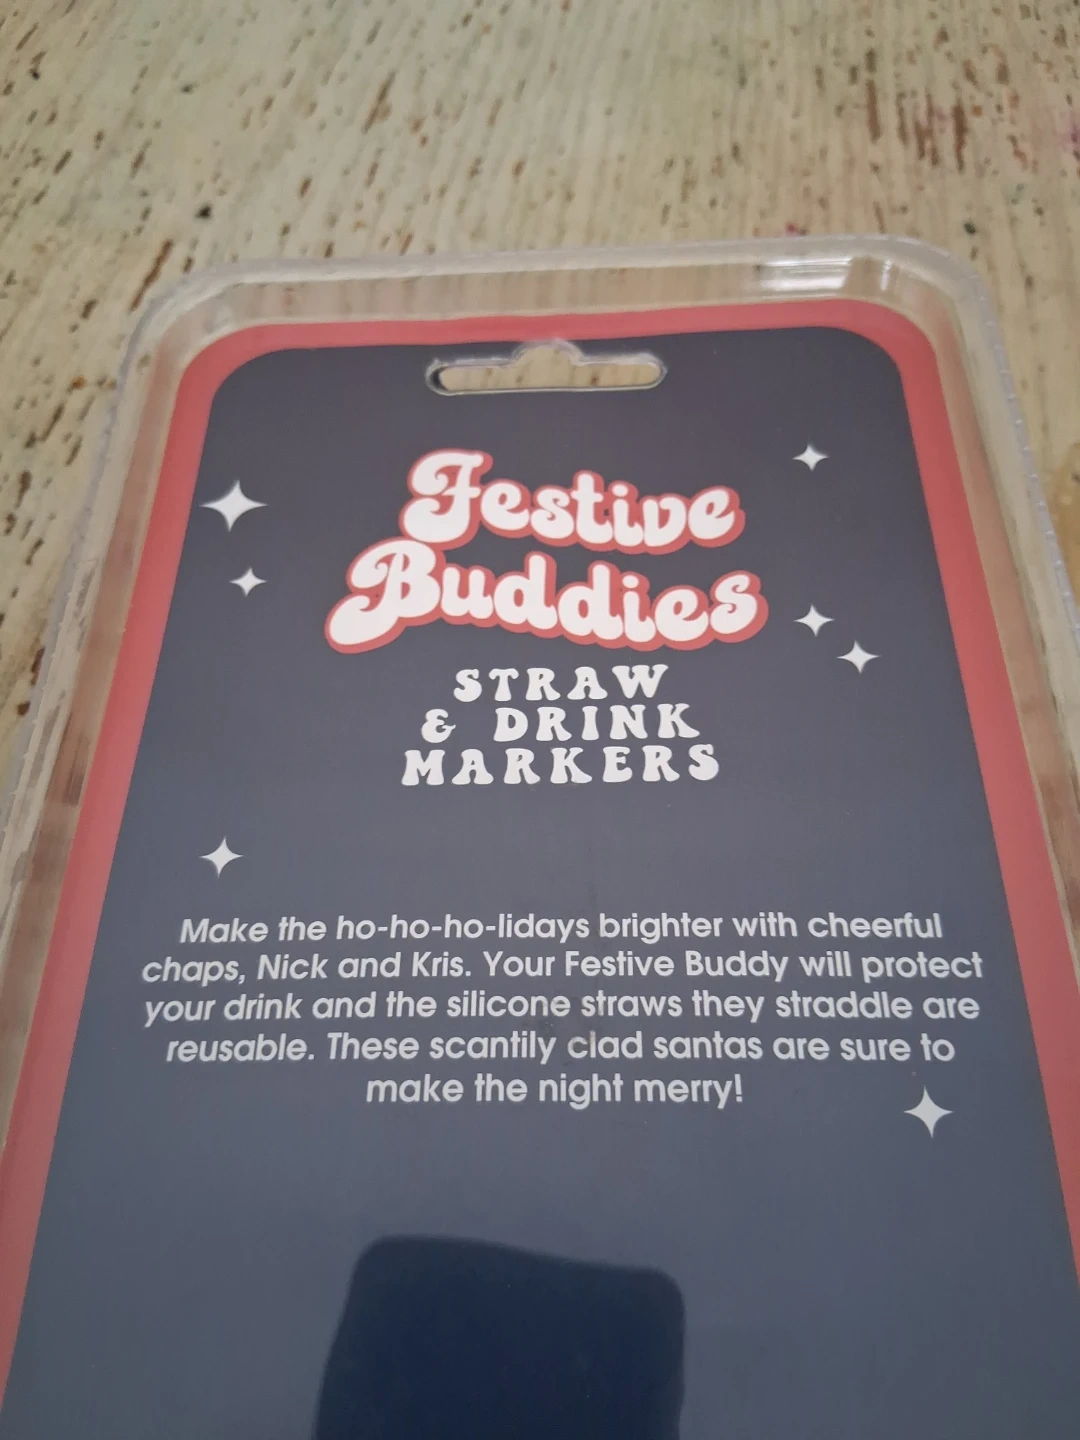 Festive
Buddies
STRAW
& DRINK
MARKERS
Make the ho-ho-ho-lidays brighter with cheerful
chaps, Nick and Kris. Your Festive Buddy will protect
your drink and the silicone straws they straddle are
reusable. These scantily clad santas are sure to
make the night merry!